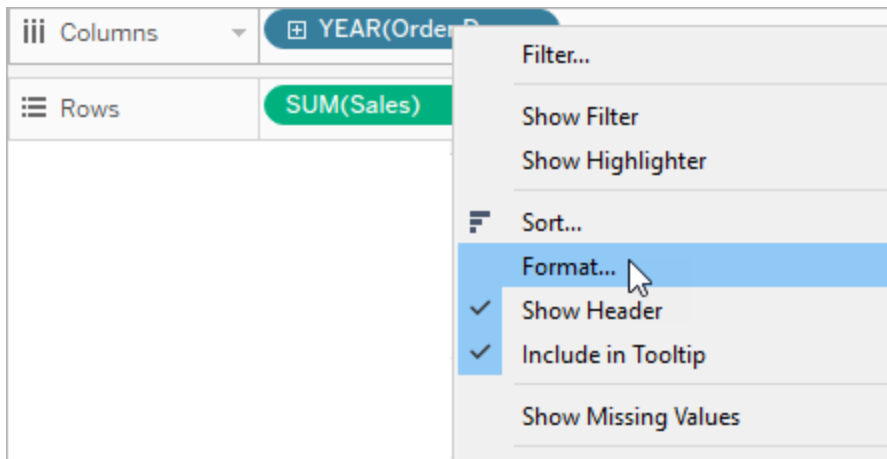 Columns
YEAR(Order
Rows
SUM(Sales)
Filter...
Show Filter
Show Highlighter
Sort...
Format...
Show Header
Include in Tooltip
Show Missing Values